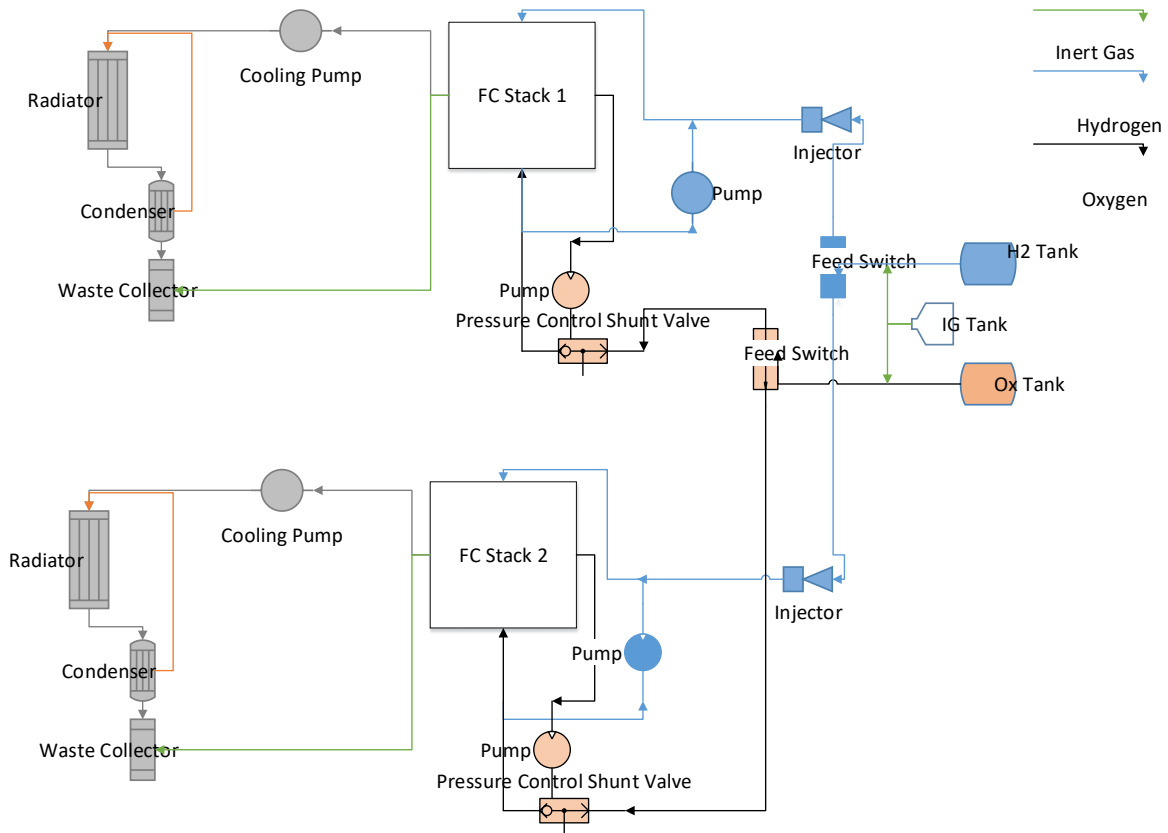 Inert Gas
Cooling Pump
Radiator
FC Stack 1
Hydrogen
Injector
Pump
Condenser
Oxygen
Feed Switch
H2 Tank
Waste Collector
Pump
Pressure Control Shunt Valve
IG Tank
Feed Switch
Ox Tank
Cooling Pump
Radiator
FC Stack 2
Injector
Pump
Condenser
Waste Collector
Pump
Pressure Control Shunt Valve